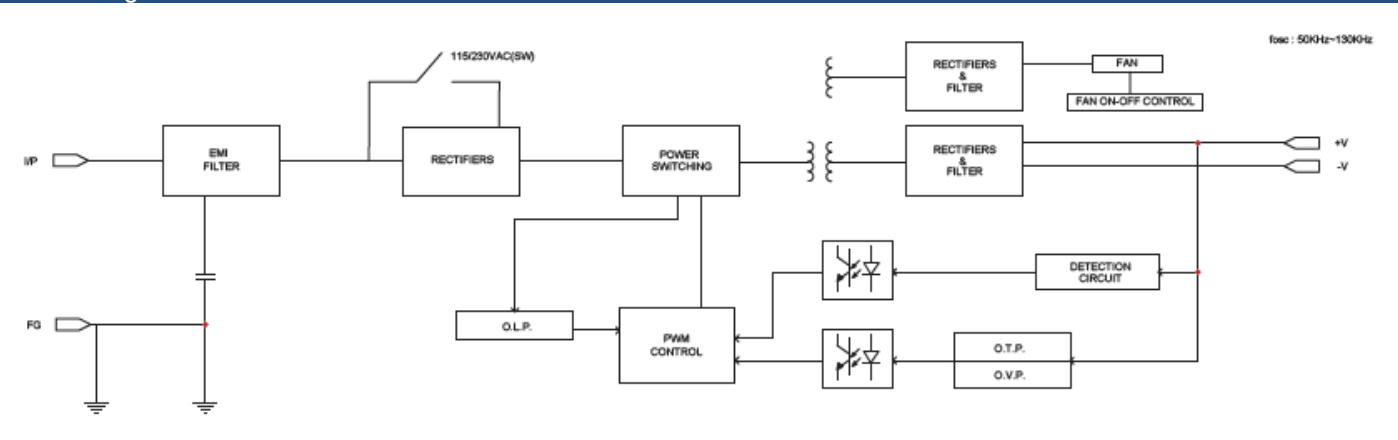 fosc : 50KHz~130KHz
115/230VAC(SW)
RECTIFIERS
&
FILTER
FAN
FAN ON-OFF CONTROL
I/P
EMI
FILTER
RECTIFIERS
POWER
SWITCHING
RECTIFIERS
&
FILTER
+V
-V
DETECTION
CIRCUIT
FG
O.L.P.
PWM
CONTROL
O.T.P.
O.V.P.